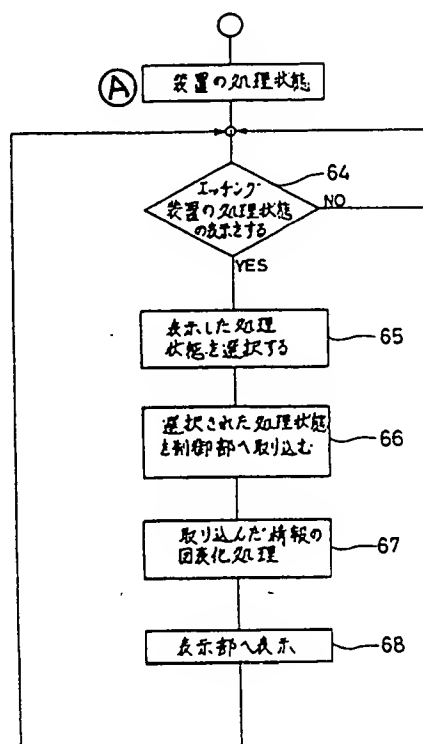 A
装置の処理状態
64
エッチング
装置の処理状態
の表示をする
NO
YES
表示した処理
状態を選択する
65
選択された処理状態
を制御部へ取り込む
66
取り込んだ情報の
図表化処理
67
表示部へ表示
68